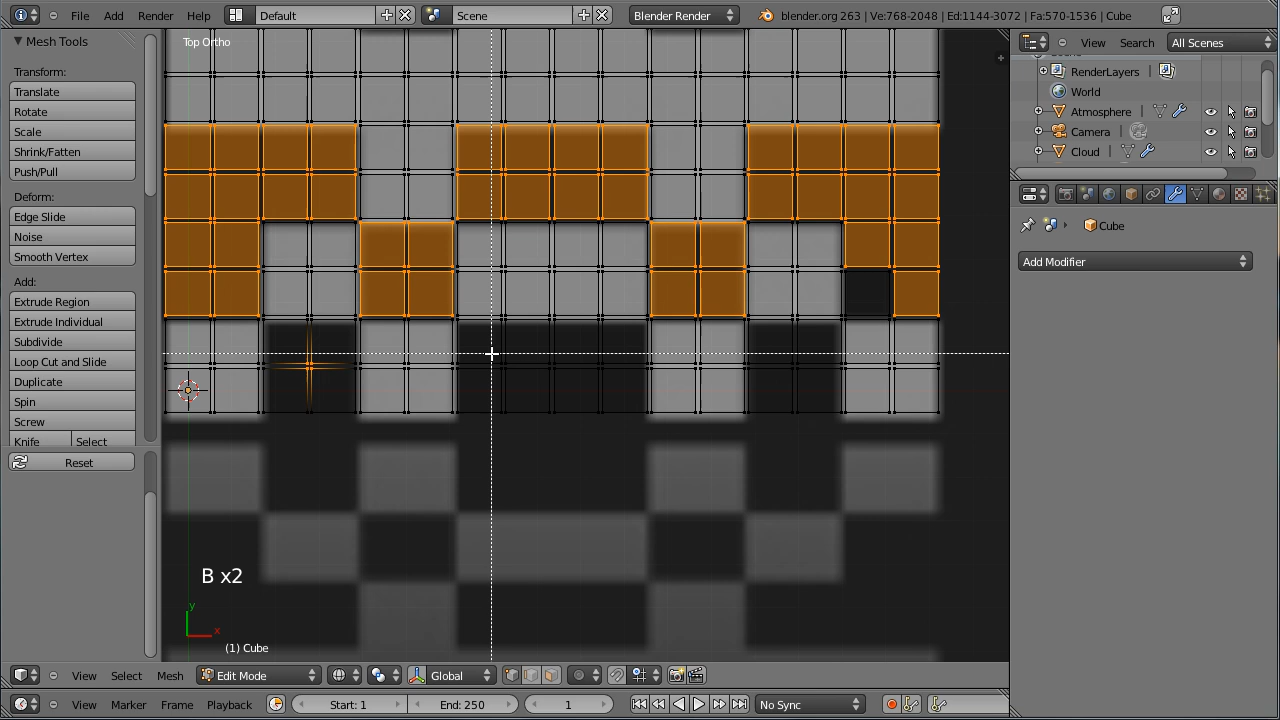 File Add Render Help Default Scene Blender Render blender.org 263 | Ve:768-2048 | Ed:1144-3072 | Fa:570-1536 | Cube
Mesh Tools
Top Ortho
View Search All Scenes
Transform:
RenderLayers |
Translate
World
Rotate
Atmosphere
Scale
Camera
Shrink/Fatten
Cloud
Push/Pull
Deform:
Edge Slide
Cube
Noise
Smooth Vertex
Add Modifier
Add:
Extrude Region
Extrude Individual
Subdivide
Loop Cut and Slide
Duplicate
Spin
Screw
Knife Select
Reset
B x2
y
x
(1) Cube
View Select Mesh Edit Mode Global
View Marker Frame Playback Start: 1 End: 250 1 No Sync